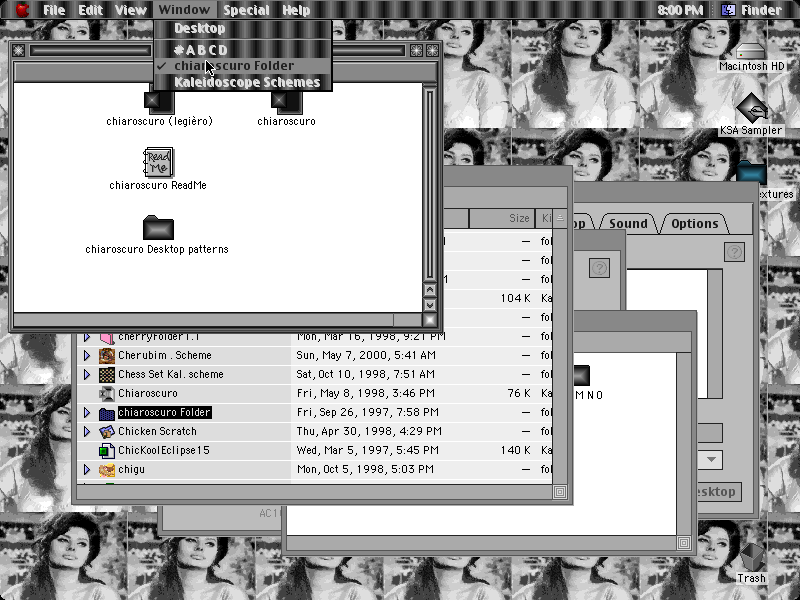 File Edit View Window Special Help 8:00 PM Finder
Desktop
#ABCD
✓ chiaroscuro Folder
Kaleidoscope Schemes
chiaroscuro (legièro) chiaroscuro
Read Me
chiaroscuro ReadMe
chiaroscuro Desktop patterns
Macintosh HD
KSA Sampler
extures
Size Ki
— fol
— fol
— fol
104 K Ka
— fol
cherryFolder1.1 Mon, Mar 16, 1998, 9:21 PM — fol
Cherubim . Scheme Sun, May 7, 2000, 5:41 AM — fol
Chess Set Kal. scheme Sat, Oct 10, 1998, 7:51 AM — fol
Chiaroscuro Fri, May 8, 1998, 3:46 PM 76 K Ka
chiaroscuro Folder Fri, Sep 26, 1997, 7:58 PM — fol
Chicken Scratch Thu, Apr 30, 1998, 4:29 PM — fol
ChicKoolEclipse15 Wed, Mar 5, 1997, 5:45 PM 140 K Ka
chigu Mon, Oct 5, 1998, 5:03 PM — fol
op Sound Options
M N O
esktop
Trash